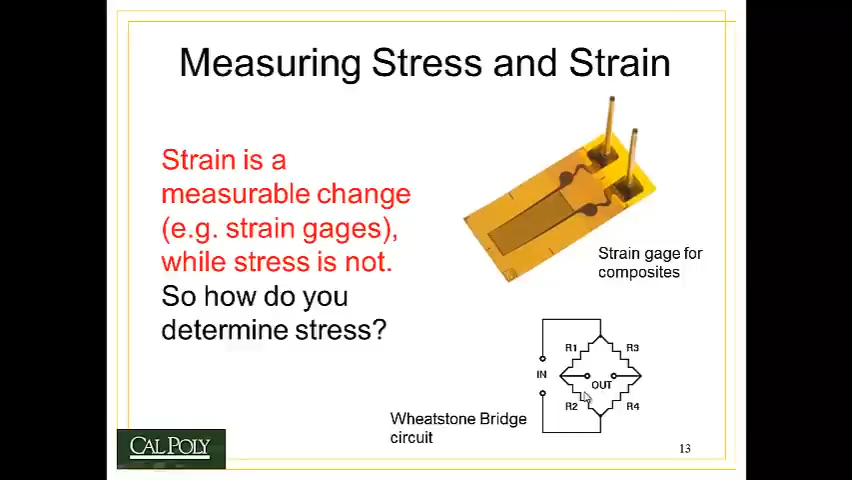 Measuring Stress and Strain
Strain is a
measurable change
(e.g. strain gages),
while stress is not.
So how do you
determine stress?
Strain gage for
composites
R1
R3
IN
OUT
R2
R4
Wheatstone Bridge
circuit
CAL POLY
13